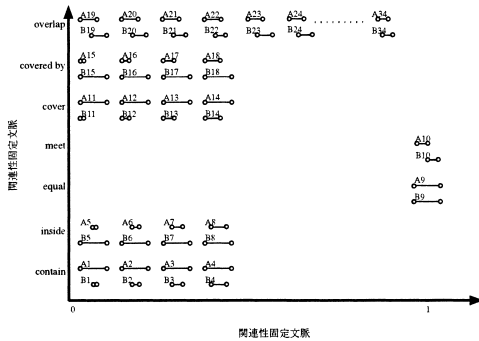 A19 A20 A21 A22 A23 A24 A34
overlap
B19 B20 B21 B22 B23 B24 B34
A15 A16 A17 A18
covered by
B15 B16 B17 B18
A11 A12 A13 A14
cover
B11 B12 B13 B14
A10
meet
B10
A9
equal
B9
A5 A6 A7 A8
inside
B5 B6 B7 B8
A1 A2 A3 A4
contain
B1 B2 B3 B4
0 1
関連性固定文脈
関連性固定文脈